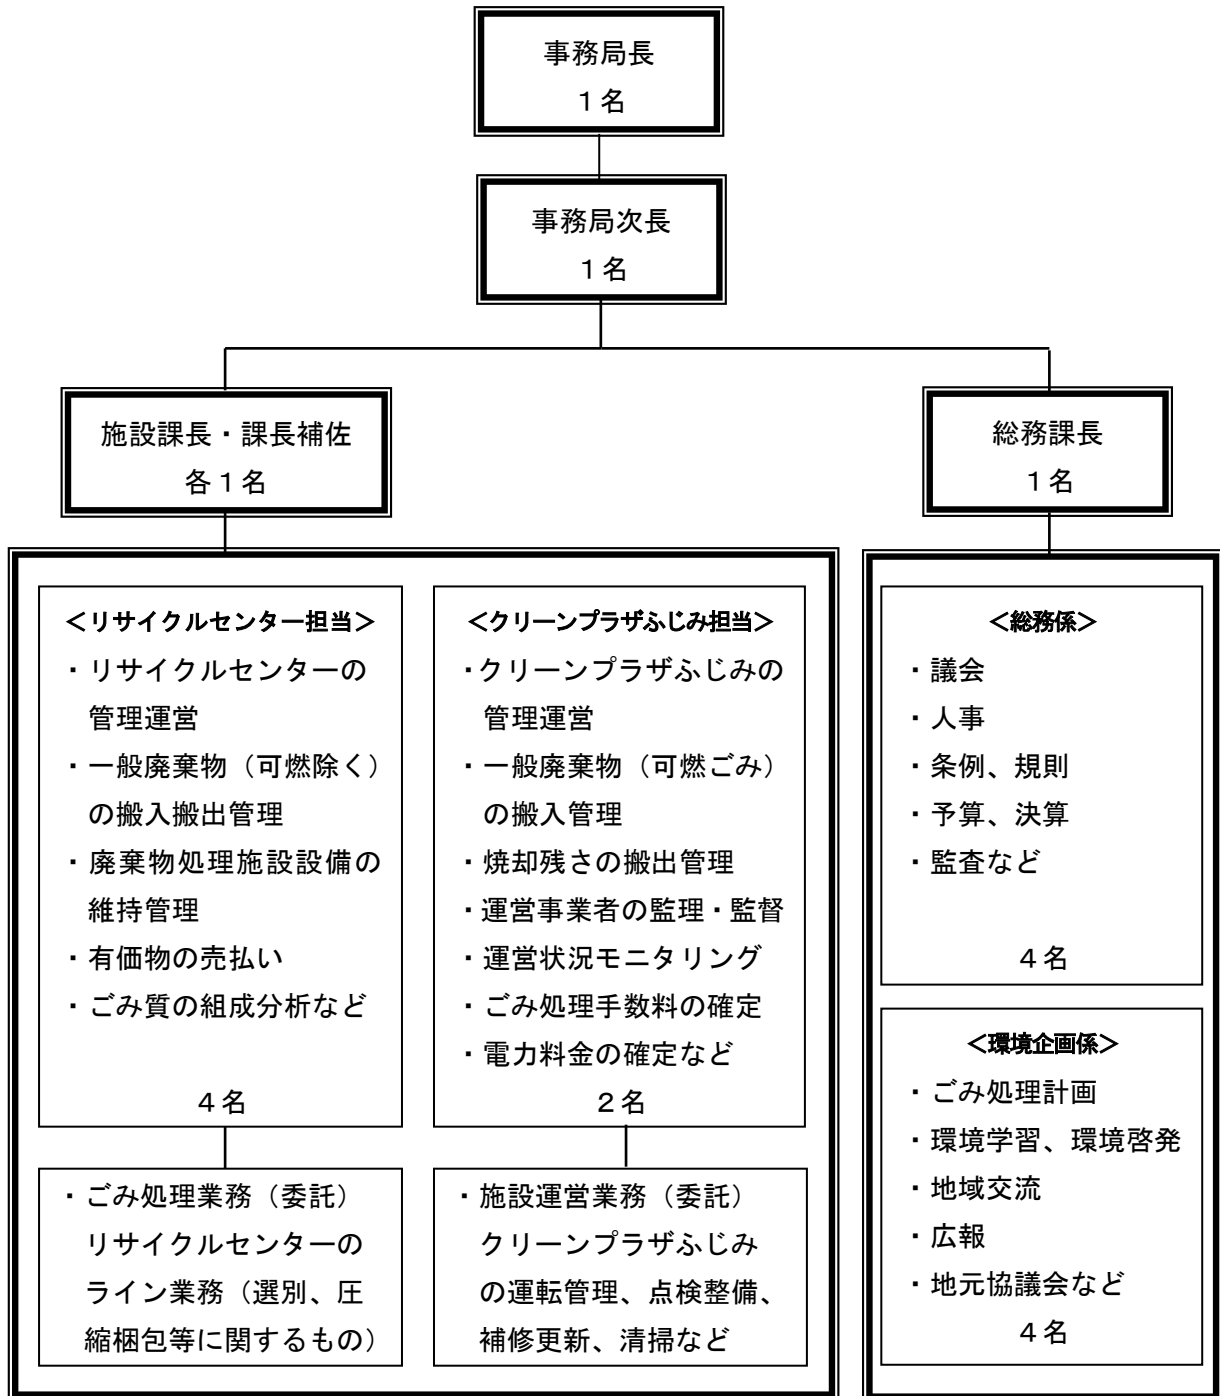 事務局長
１名
事務局次長
１名
施設課長・課長補佐
各１名
総務課長
１名
＜リサイクルセンター担当＞
・リサイクルセンターの
管理運営
・一般廃棄物（可燃除く）
の搬入搬出管理
・廃棄物処理施設設備の
維持管理
・有価物の売払い
・ごみ質の組成分析など
４名
・ごみ処理業務（委託）
リサイクルセンターの
ライン業務（選別、圧
縮梱包等に関するもの）
＜クリーンプラザふじみ担当＞
・クリーンプラザふじみの
管理運営
・一般廃棄物（可燃ごみ）
の搬入管理
・焼却残さの搬出管理
・運営事業者の監理・監督
・運営状況モニタリング
・ごみ処理手数料の確定
・電力料金の確定など
２名
・施設運営業務（委託）
クリーンプラザふじみ
の運転管理、点検整備、
補修更新、清掃など
＜総務係＞
・議会
・人事
・条例、規則
・予算、決算
・監査など
４名
＜環境企画係＞
・ごみ処理計画
・環境学習、環境啓発
・地域交流
・広報
・地元協議会など
４名